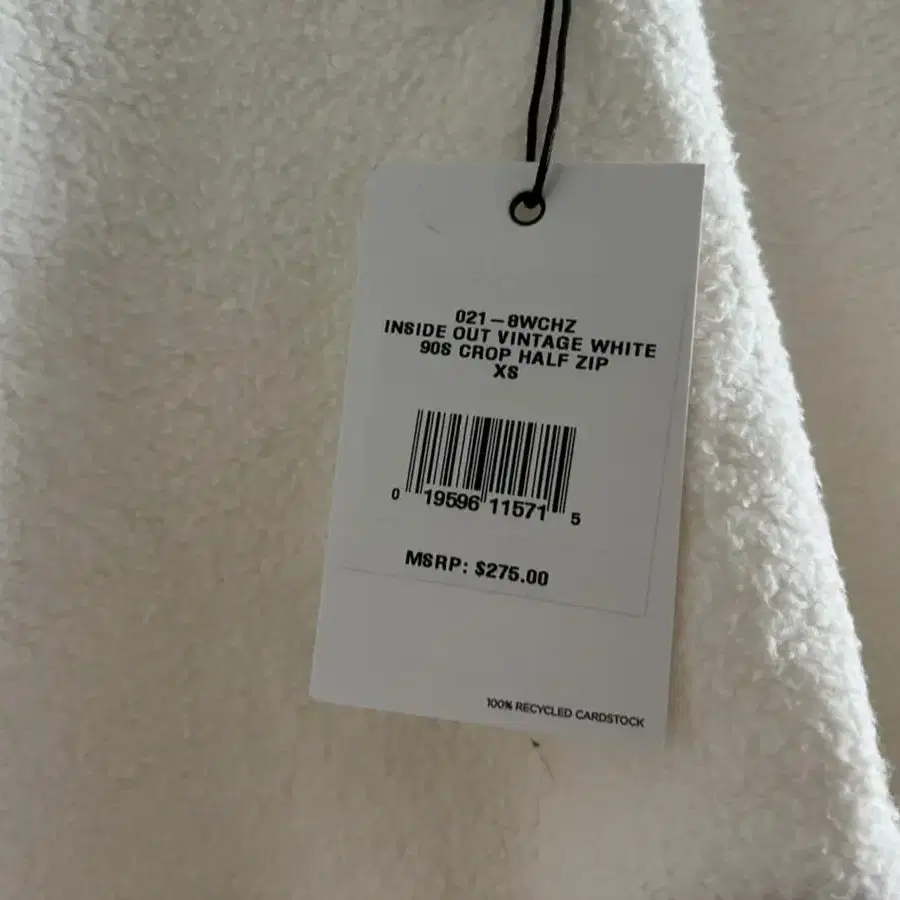 021-8WCHZ
INSIDE OUT VINTAGE WHITE
90S CROP HALF ZIP
XS
0 19596 11571 5
MSRP: $275.00
100% RECYCLED CARDSTOCK